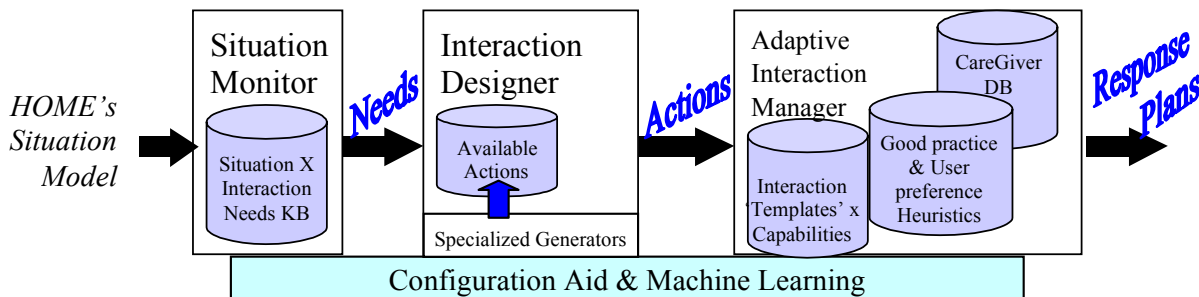 HOME's
Situation
Model
Situation
Monitor
Situation X
Interaction
Needs KB
Needs
Interaction
Designer
Available
Actions
Specialized Generators
Actions
Adaptive
Interaction
Manager
CareGiver
DB
Interaction
'Templates' x
Capabilities
Good practice
& User
preference
Heuristics
Response
Plans
Configuration Aid & Machine Learning